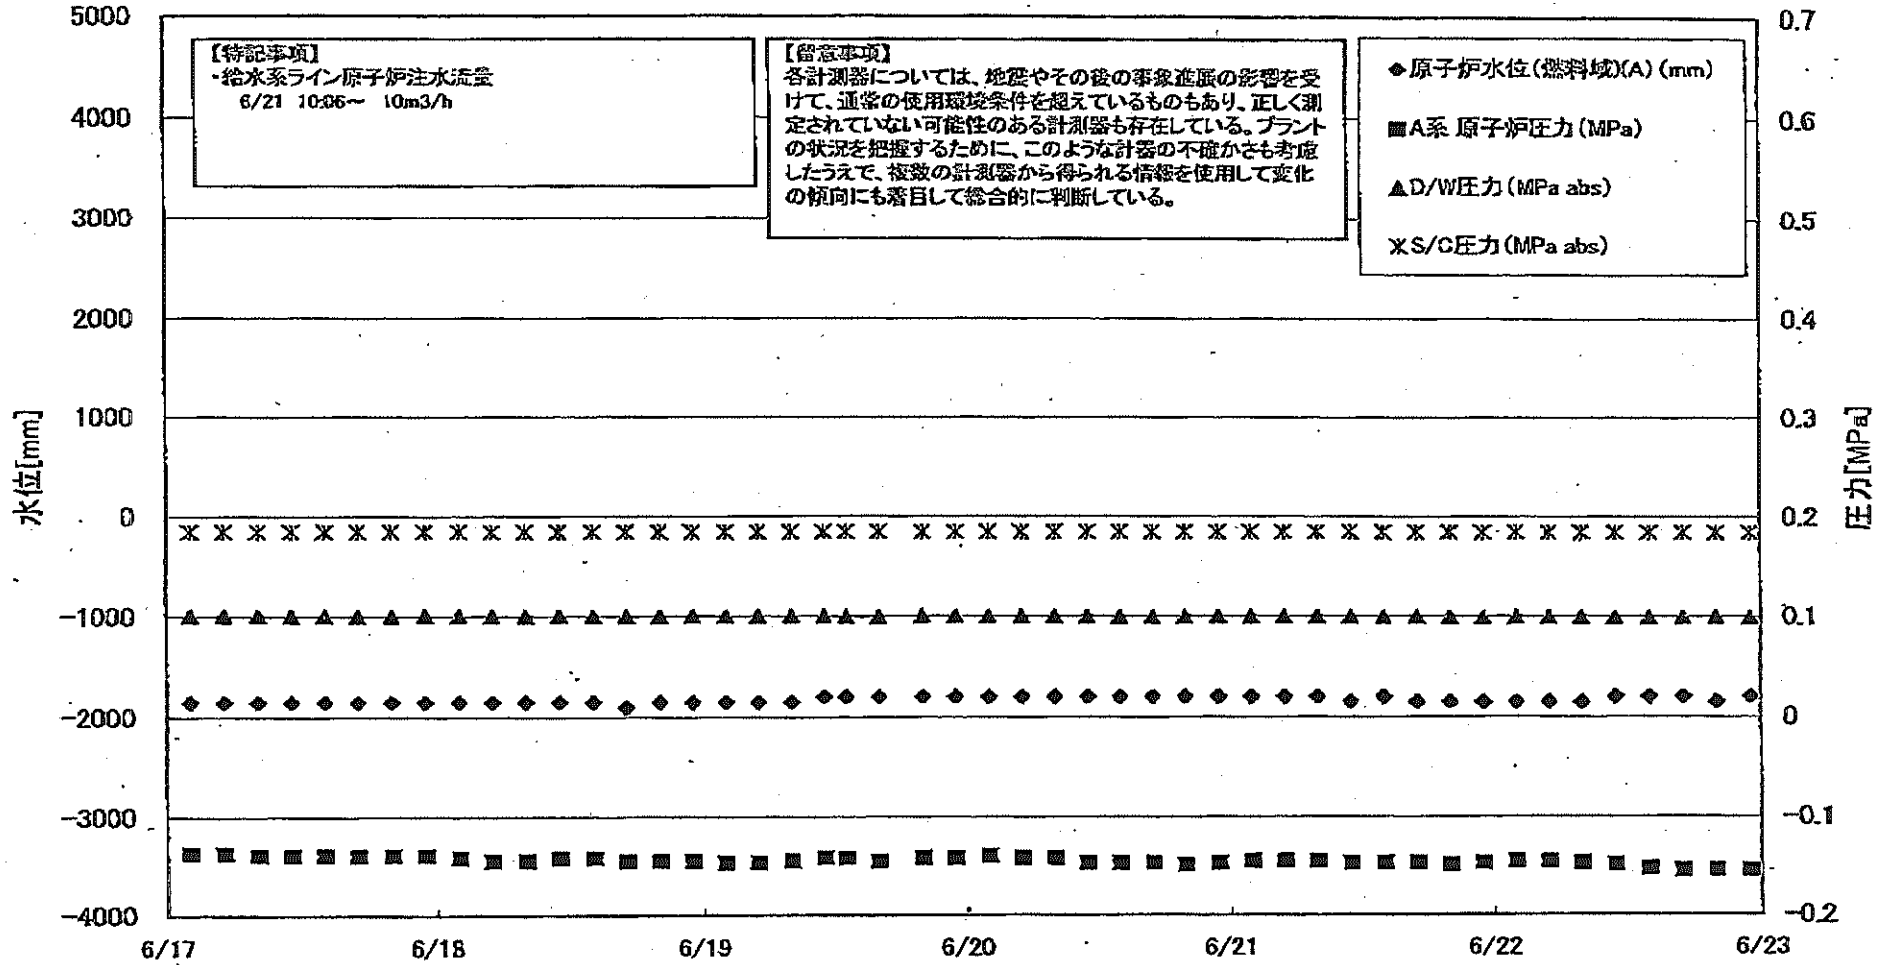 5000
4000
3000
2000
1000
0
-1000
-2000
-3000
-4000
水位[mm]
【特記事項】
・給水系ライン原子炉注水流量
6/21 10:06～ 10m3/h
【留意事項】
各計測器については、地震やその後の事象進展の影響を受
けて、通常の使用環境条件を超えているものもあり、正しく測
定されていない可能性のある計測器も存在している。プラント
の状況を把握するために、このような計器の不確かさも考慮
したうえで、複数の計測器から得られる情報を使用して変化
の傾向にも着目して総合的に判断している。
◆原子炉水位(燃料域)(A)(mm)
■A系 原子炉圧力(MPa)
▲D/W圧力(MPa abs)
※S/C圧力(MPa abs)
0.7
0.6
0.5
0.4
0.3
0.2
0.1
0
-0.1
-0.2
圧力[MPa]
6/17
6/18
6/19
6/20
6/21
6/22
6/23